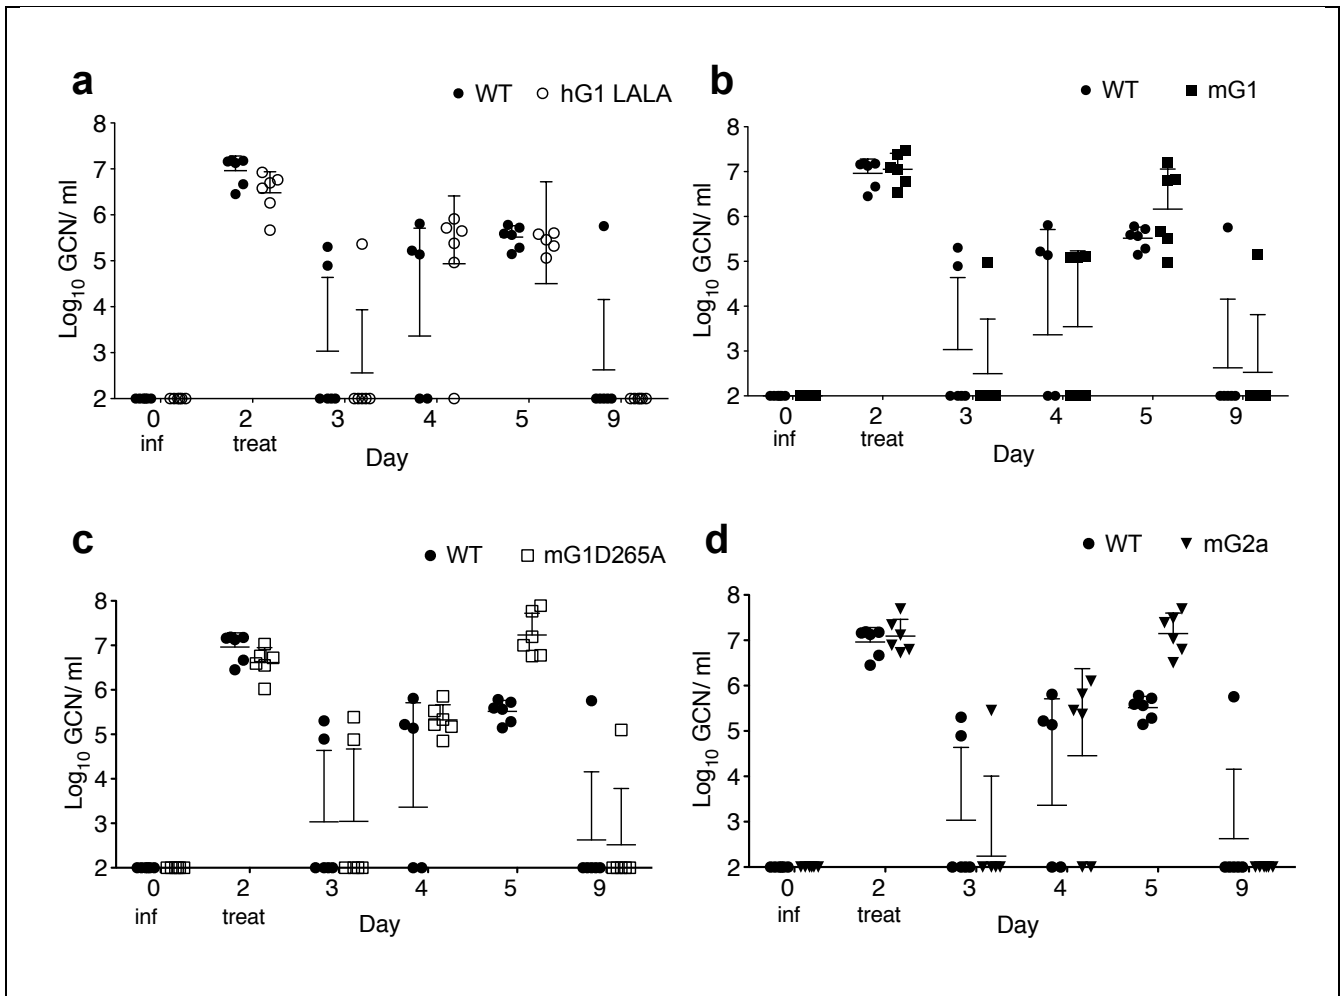 a
WT hG1 LALA
8
7
6
5
4
3
2
Log10 GCN/ ml
0 2 3 4 5 9
inf treat
Day
b
WT mG1
8
7
6
5
4
3
2
Log10 GCN/ ml
0 2 3 4 5 9
inf treat
Day
c
WT mG1D265A
8
7
6
5
4
3
2
Log10 GCN/ ml
0 2 3 4 5 9
inf treat
Day
d
WT mG2a
8
7
6
5
4
3
2
Log10 GCN/ ml
0 2 3 4 5 9
inf treat
Day